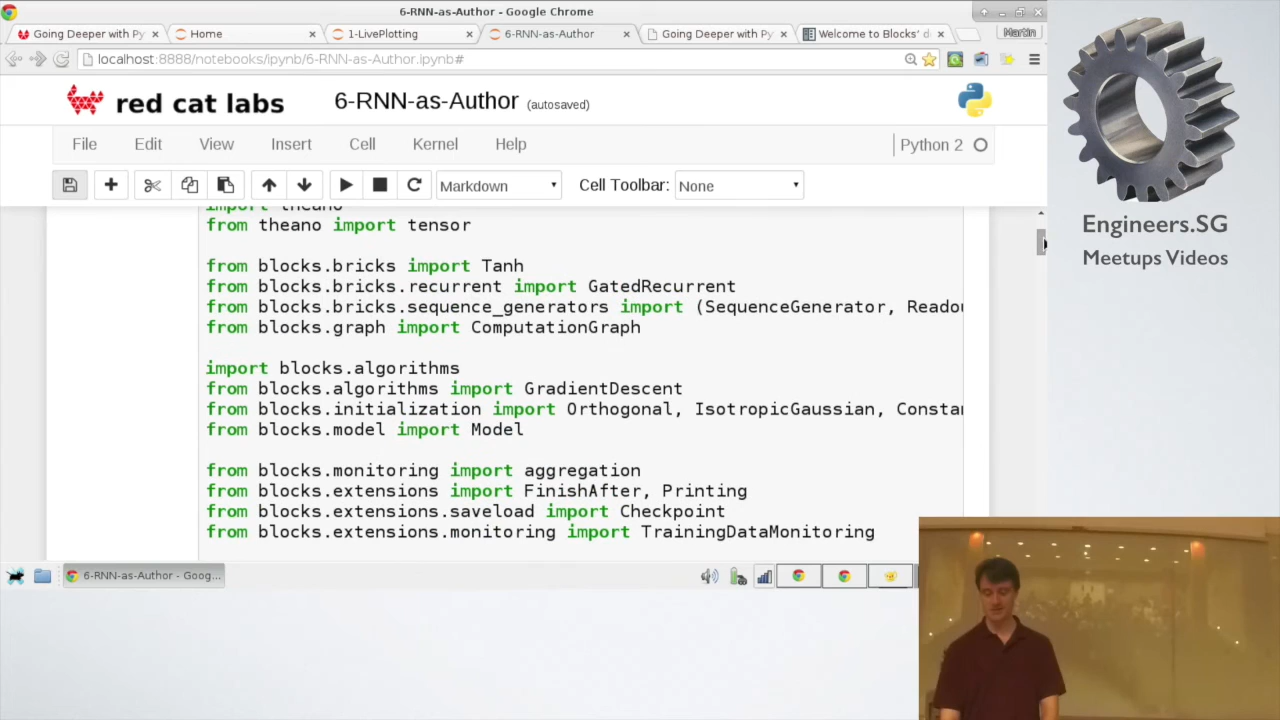 6-RNN-as-Author - Google Chrome
Going Deeper with Py
Home
1-LivePlotting
6-RNN-as-Author
Going Deeper with Py
Welcome to Blocks' d
Martin
localhost:8888/notebooks/ipynb/6-RNN-as-Author.ipynb#
red cat labs
6-RNN-as-Author (autosaved)
File Edit View Insert Cell Kernel Help
Python 2
Markdown
Cell Toolbar: None
import theano
from theano import tensor
from blocks.bricks import Tanh
from blocks.bricks.recurrent import GatedRecurrent
from blocks.bricks.sequence_generators import (SequenceGenerator, Readou
from blocks.graph import ComputationGraph
import blocks.algorithms
from blocks.algorithms import GradientDescent
from blocks.initialization import Orthogonal, IsotropicGaussian, Constan
from blocks.model import Model
from blocks.monitoring import aggregation
from blocks.extensions import FinishAfter, Printing
from blocks.extensions.saveload import Checkpoint
from blocks.extensions.monitoring import TrainingDataMonitoring
6-RNN-as-Author - Goog...
Engineers.SG
Meetups Videos